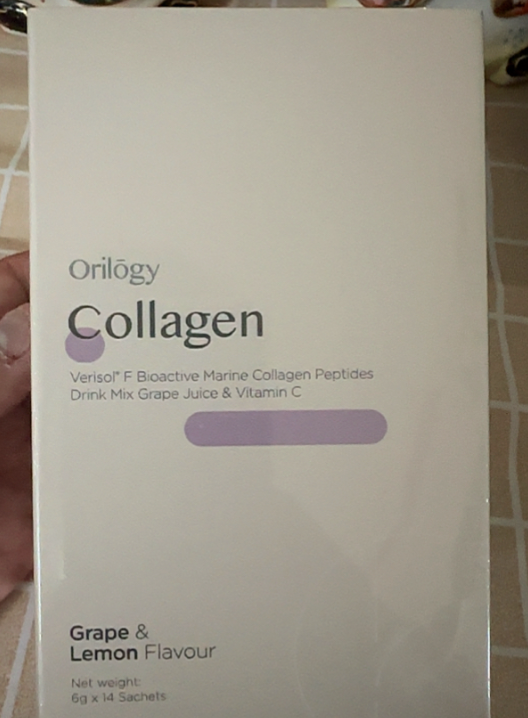 Orilōgy
Collagen
Verisol® F Bioactive Marine Collagen Peptides
Drink Mix Grape Juice & Vitamin C
Grape &
Lemon Flavour
Net weight:
6g x 14 Sachets